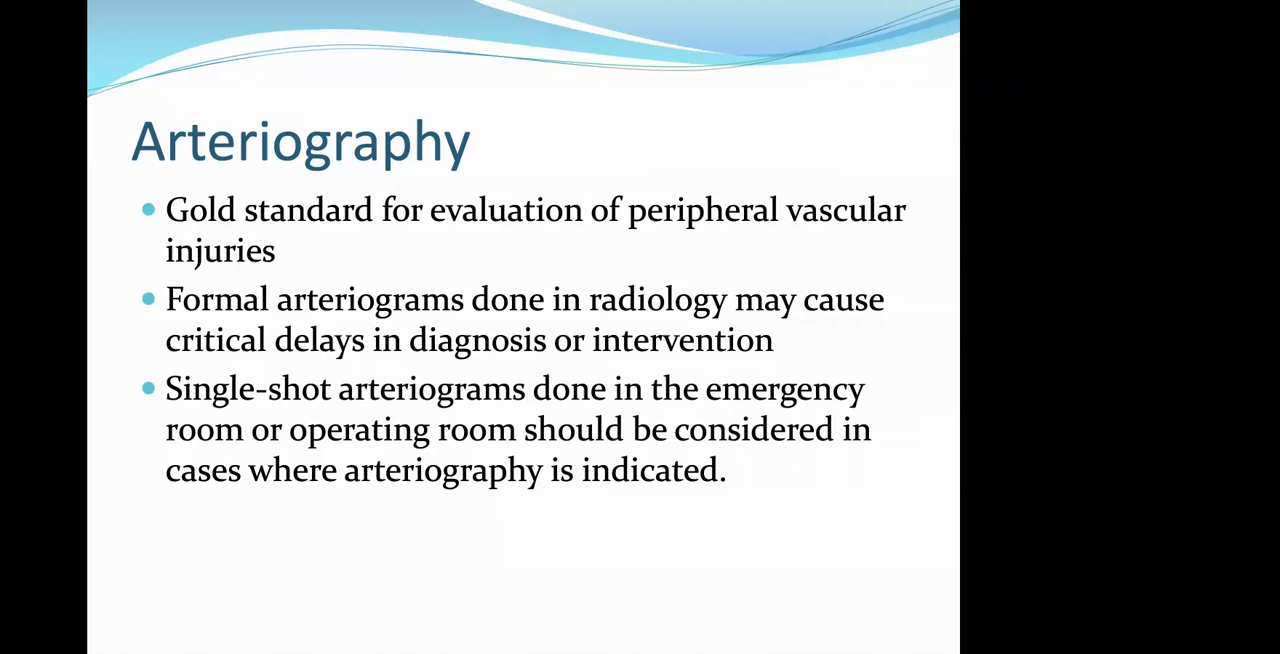 Arteriography
Gold standard for evaluation of peripheral vascular
injuries
Formal arteriograms done in radiology may cause
critical delays in diagnosis or intervention
Single-shot arteriograms done in the emergency
room or operating room should be considered in
cases where arteriography is indicated.